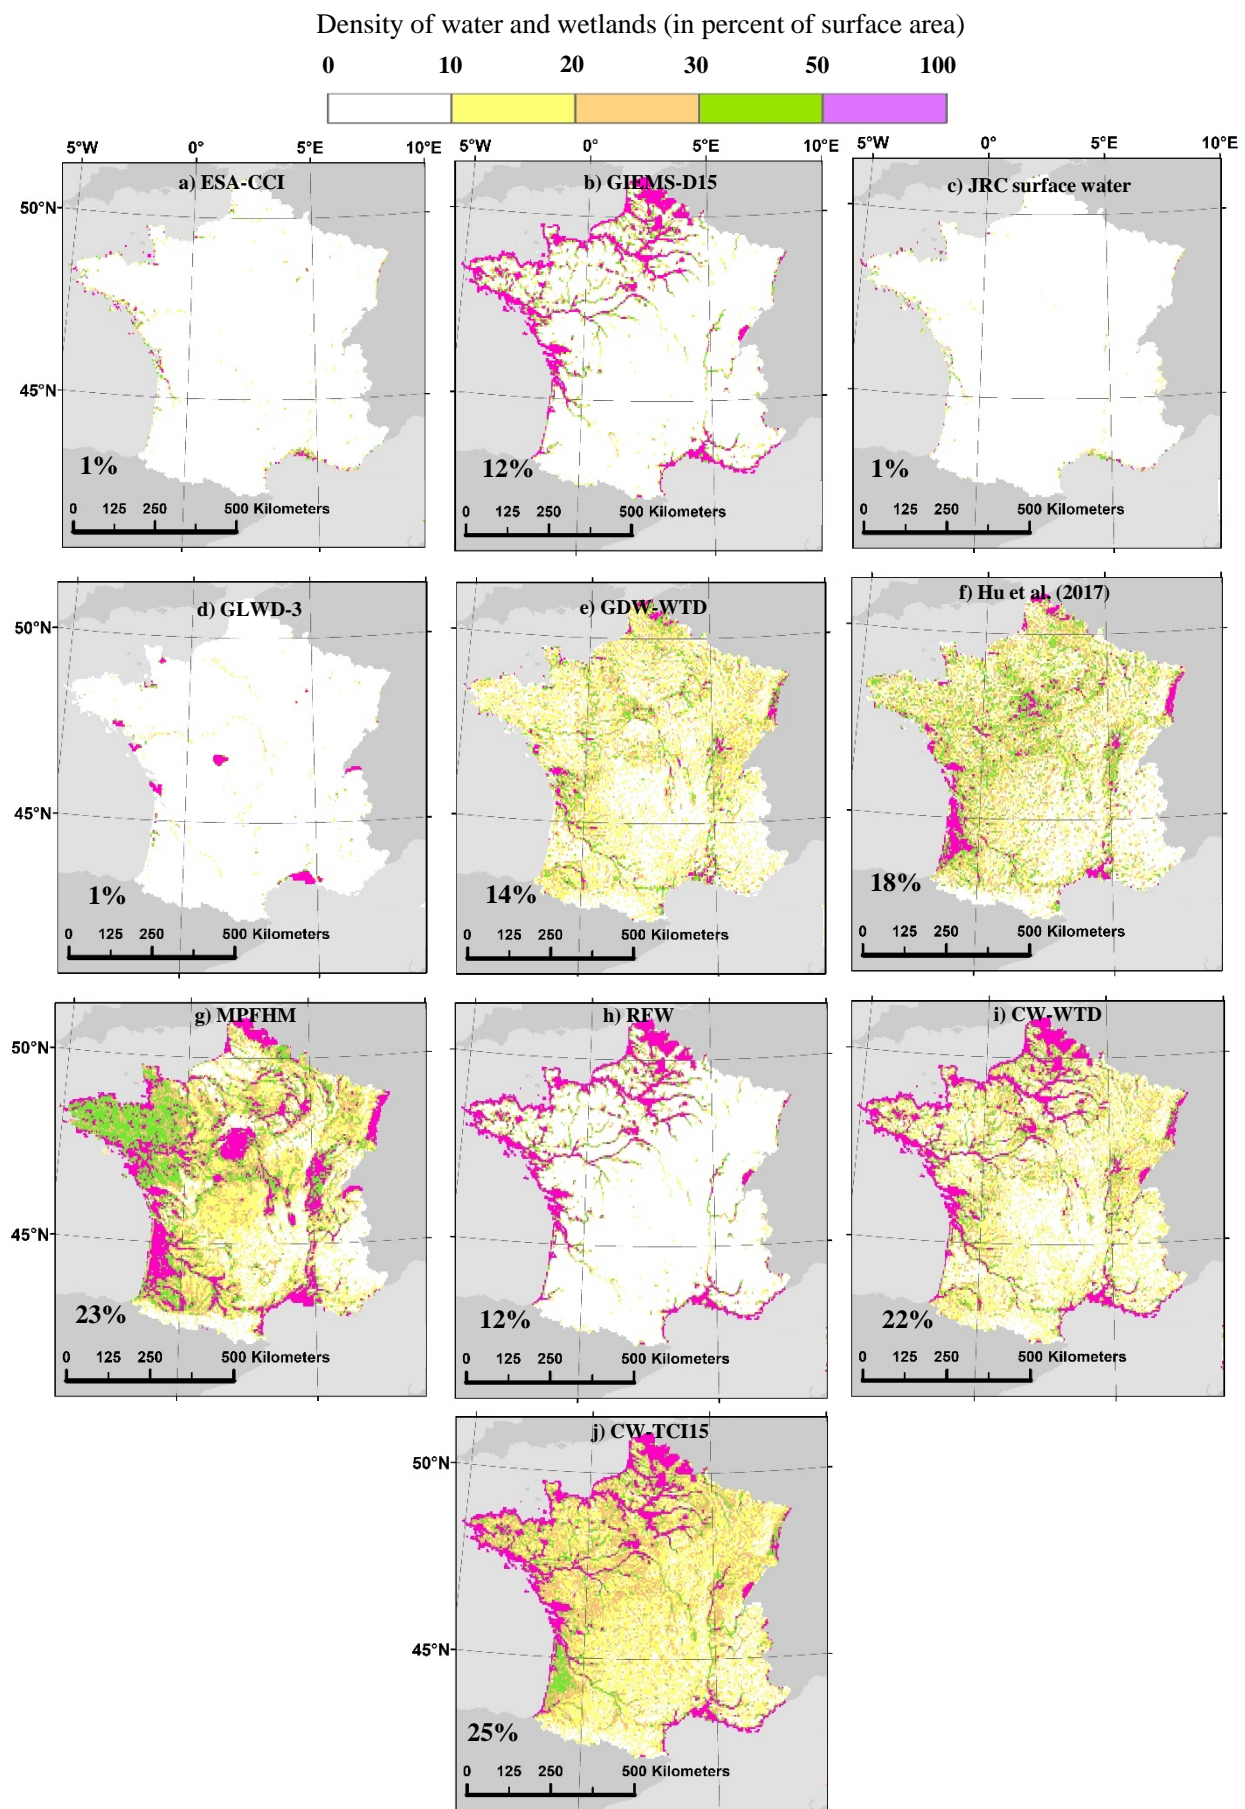 Density of water and wetlands (in percent of surface area)
0 10 20 30 50 100
5°W 0° 5°E 10°E
5°W 0° 5°E 10°E
5°W 0° 5°E 10°E
a) ESA-CCI
b) GIEMS-D15
c) JRC surface water
50°N
45°N
1%
12%
1%
0 125 250 500 Kilometers
0 125 250 500 Kilometers
0 125 250 500 Kilometers
d) GLWD-3
e) GDW-WTD
f) Hu et al. (2017)
50°N
45°N
1%
14%
18%
0 125 250 500 Kilometers
0 125 250 500 Kilometers
0 125 250 500 Kilometers
g) MPFHM
h) RFW
i) CW-WTD
50°N
45°N
23%
12%
22%
0 125 250 500 Kilometers
0 125 250 500 Kilometers
0 125 250 500 Kilometers
j) CW-TCI15
50°N
45°N
25%
0 125 250 500 Kilometers